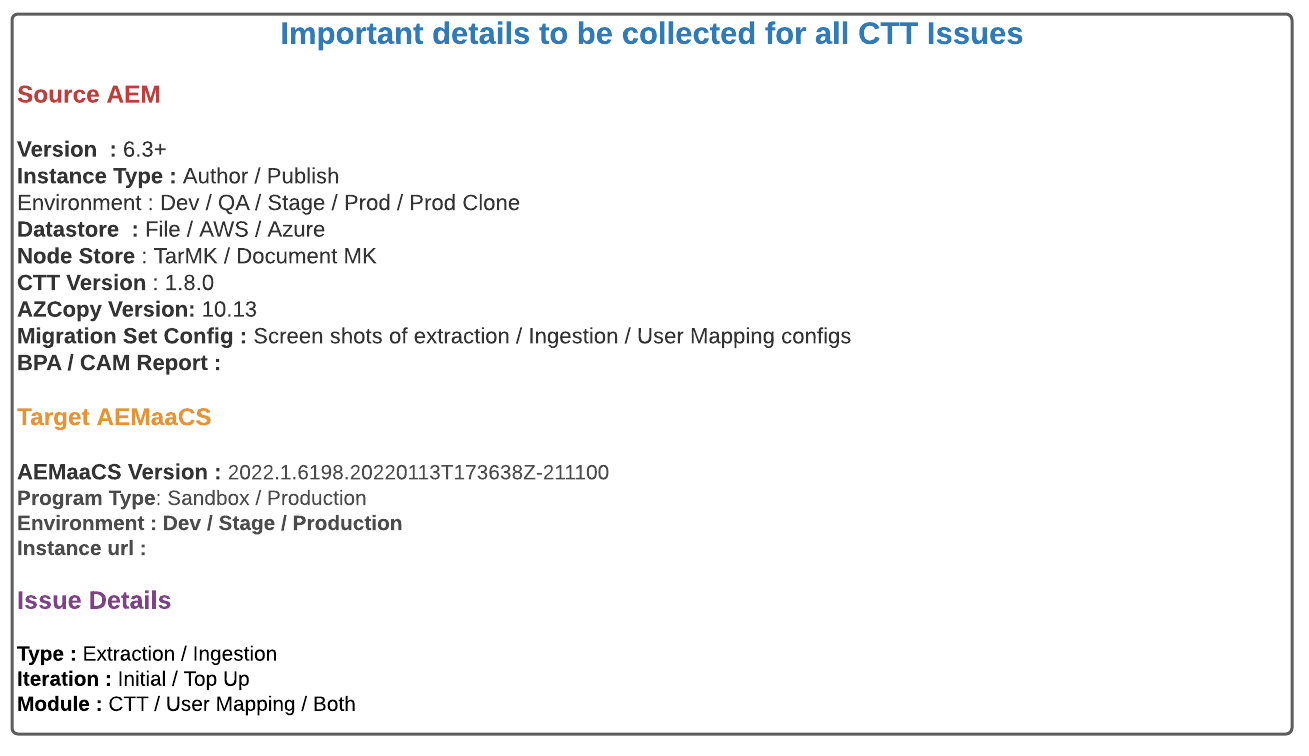 Important details to be collected for all CTT Issues
Source AEM
Version : 6.3+
Instance Type : Author / Publish
Environment : Dev / QA / Stage / Prod / Prod Clone
Datastore : File / AWS / Azure
Node Store : TarMK / Document MK
CTT Version : 1.8.0
AZCopy Version: 10.13
Migration Set Config : Screen shots of extraction / Ingestion / User Mapping configs
BPA / CAM Report :
Target AEMaaCS
AEMaaCS Version : 2022.1.6198.20220113T173638Z-211100
Program Type: Sandbox / Production
Environment : Dev / Stage / Production
Instance url :
Issue Details
Type : Extraction / Ingestion
Iteration : Initial / Top Up
Module : CTT / User Mapping / Both